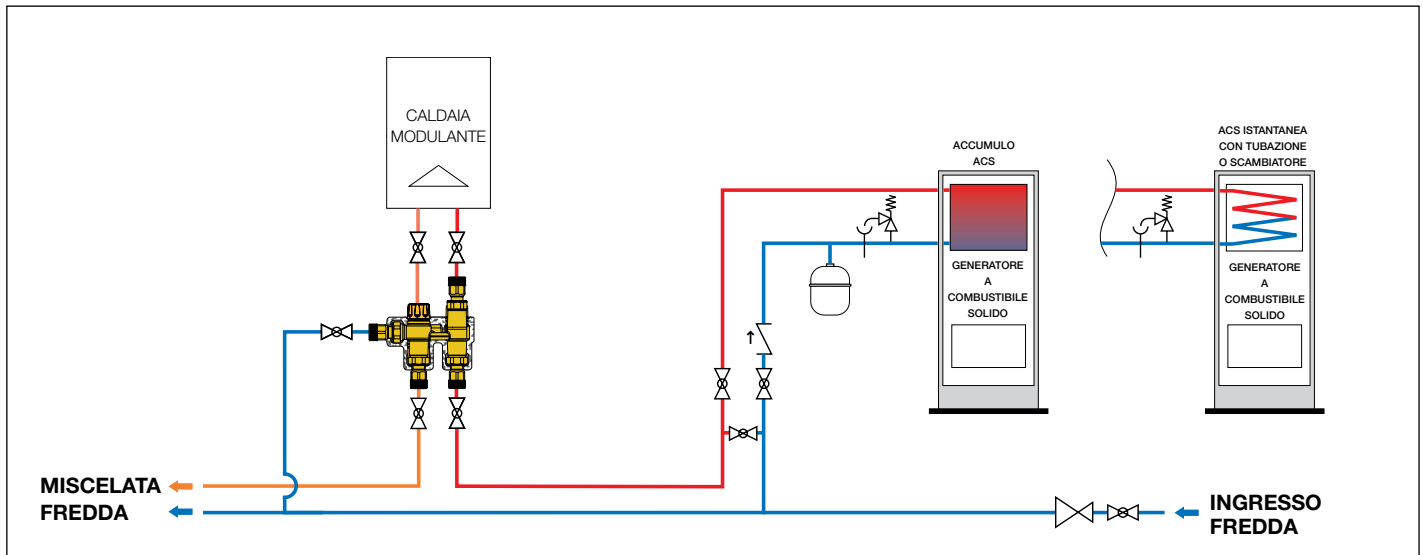 CALDAIA
MODULANTE
ACCUMULO
ACS
ACS ISTANTANEA
CON TUBAZIONE
O SCAMBIATORE
GENERATORE
A
COMBUSTIBILE
SOLIDO
GENERATORE
A
COMBUSTIBILE
SOLIDO
MISCELATA
FREDDA
INGRESSO
FREDDA